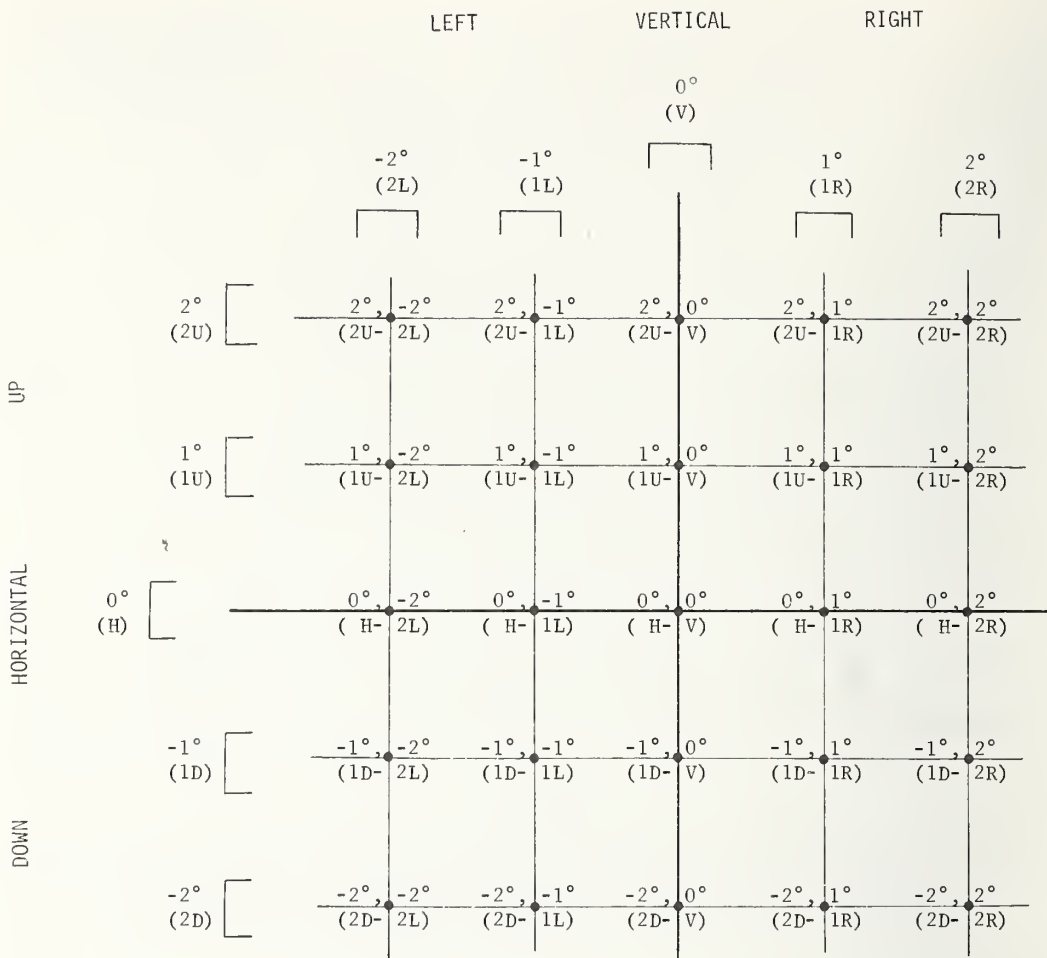 LEFT VERTICAL RIGHT
0°
(V)
-2° -1° 1° 2°
(2L) (1L) (1R) (2R)
2° 2°, -2° 2°, -1° 2°, 0° 2°, 1° 2°, 2°
(2U) (2U- 2L) (2U- 1L) (2U- V) (2U- 1R) (2U- 2R)
UP
1° 1°, -2° 1°, -1° 1°, 0° 1°, 1° 1°, 2°
(1U) (1U- 2L) (1U- 1L) (1U- V) (1U- 1R) (1U- 2R)
HORIZONTAL
0° 0°, -2° 0°, -1° 0°, 0° 0°, 1° 0°, 2°
(H) ( H- 2L) ( H- 1L) ( H- V) ( H- 1R) ( H- 2R)
-1° -1°, -2° -1°, -1° -1°, 0° -1°, 1° -1°, 2°
(1D) (1D- 2L) (1D- 1L) (1D- V) (1D- 1R) (1D- 2R)
DOWN
-2° -2°, -2° -2°, -1° -2°, 0° -2°, 1° -2°, 2°
(2D) (2D- 2L) (2D- 1L) (2D- V) (2D- 1R) (2D- 2R)